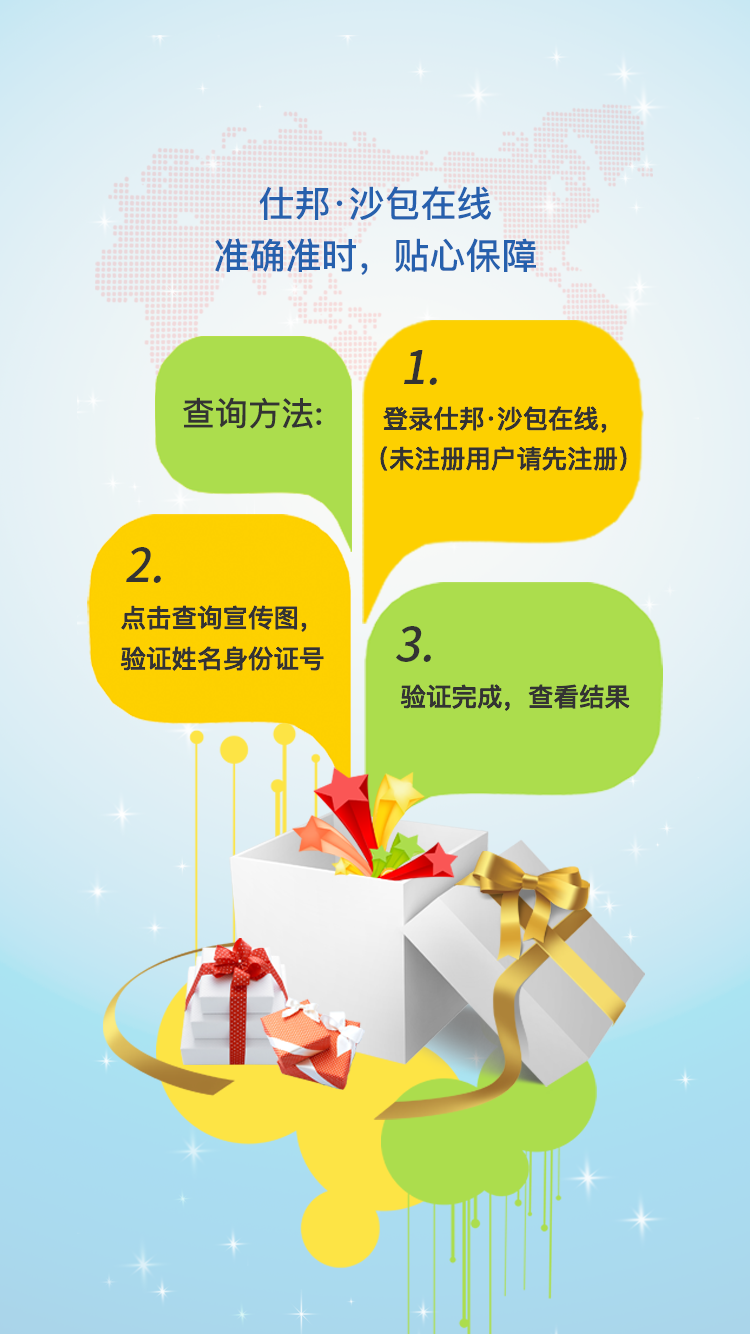 仕邦·沙包在线
准确准时，贴心保障
查询方法:
1.
登录仕邦·沙包在线，
（未注册用户请先注册）
2.
点击查询宣传图，
验证姓名身份证号
3.
验证完成，查看结果